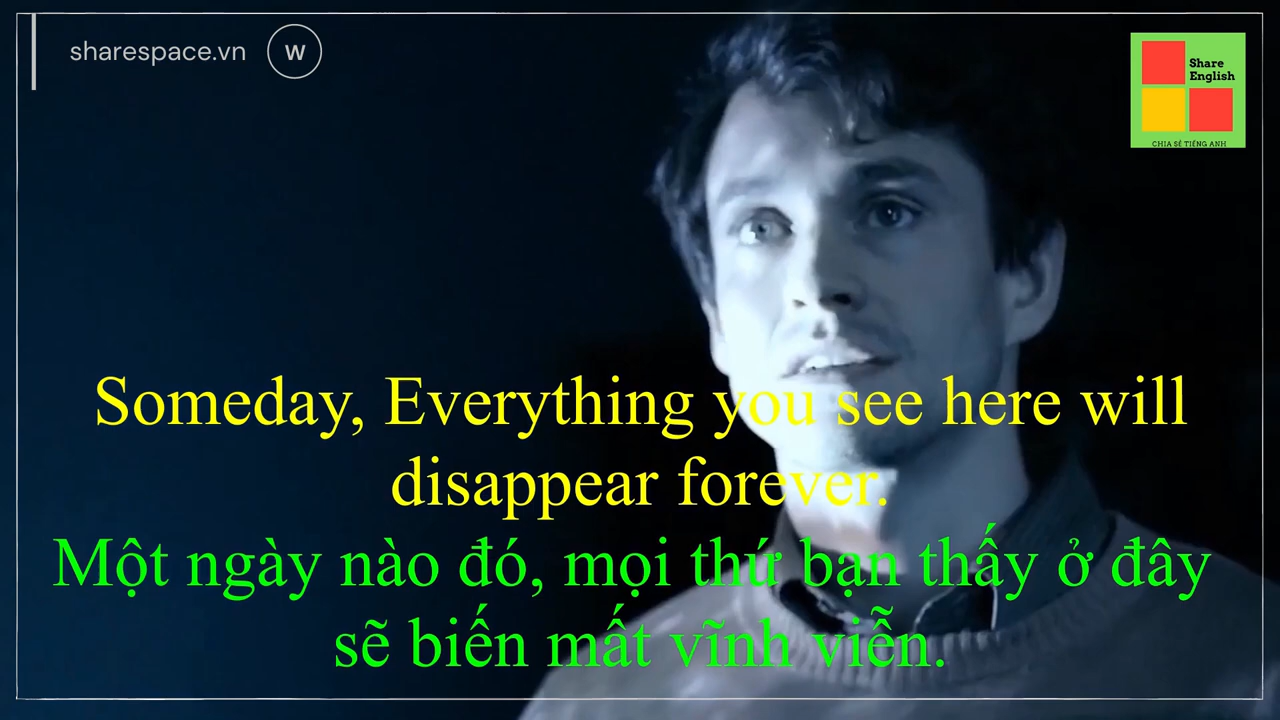 sharespace.vn W
Share
English
CHIA SẺ TIẾNG ANH
Someday, Everything you see here will
disappear forever.
Một ngày nào đó, mọi thứ bạn thấy ở đây
sẽ biến mất vĩnh viễn.